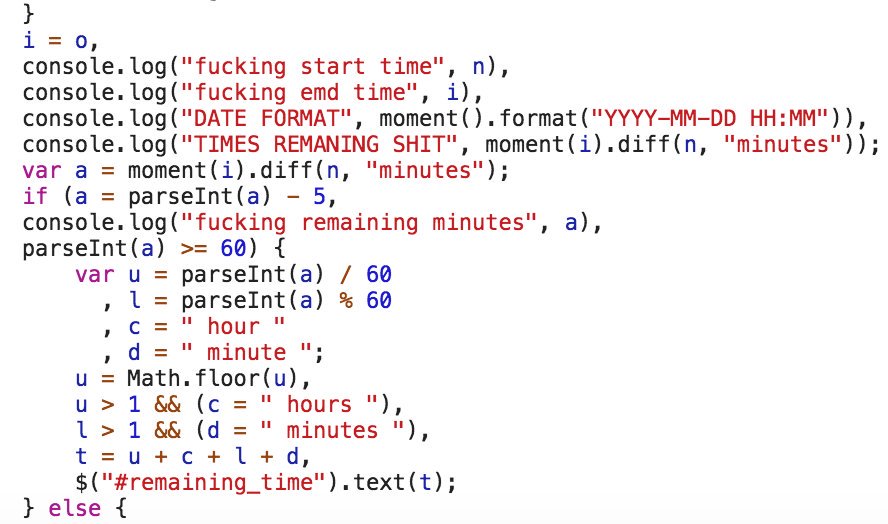 }
i = o,
console.log("fucking start time", n),
console.log("fucking emd time", i),
console.log("DATE FORMAT", moment().format("YYYY-MM-DD HH:MM")),
console.log("TIMES REMANING SHIT", moment(i).diff(n, "minutes"));
var a = moment(i).diff(n, "minutes");
if (a = parseInt(a) - 5,
console.log("fucking remaining minutes", a),
parseInt(a) >= 60) {
    var u = parseInt(a) / 60
      , l = parseInt(a) % 60
      , c = " hour "
      , d = " minute ";
    u = Math.floor(u),
    u > 1 && (c = " hours "),
    l > 1 && (d = " minutes "),
    t = u + c + l + d,
    $("#remaining_time").text(t);
} else {